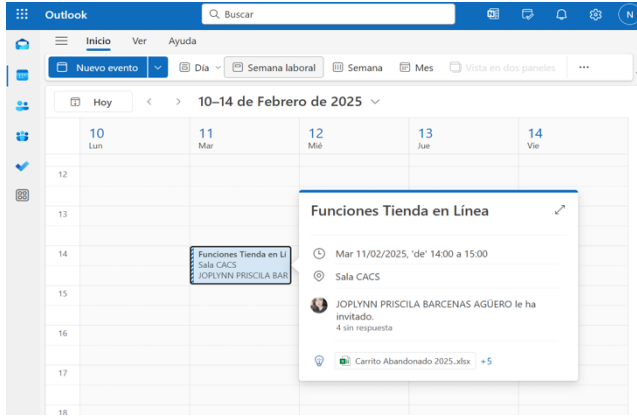 Outlook
Buscar
N
Inicio Ver Ayuda
Nuevo evento Día Semana laboral Semana Mes Vista en dos paneles ...
Hoy 10–14 de Febrero de 2025
10 11 12 13 14
Lun Mar Mié Jue Vie
12
13
14
15
16
17
18
Funciones Tienda en Lí
Sala CACS
JOPLYNN PRISCILA BAR
Funciones Tienda en Línea
Mar 11/02/2025, 'de' 14:00 a 15:00
Sala CACS
JOPLYNN PRISCILA BARCENAS AGÜERO le ha
invitado.
4 sin respuesta
Carrito Abandonado 2025..xlsx +5